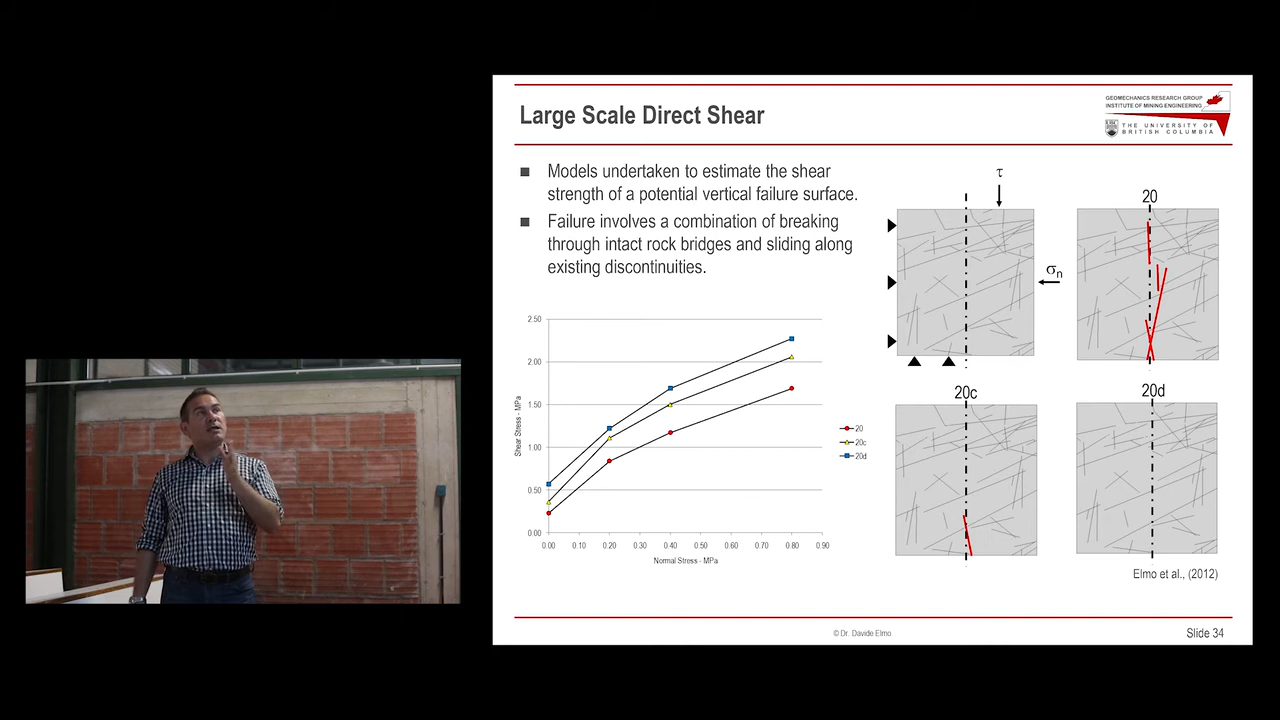 Large Scale Direct Shear
GEOMECHANICS RESEARCH GROUP
INSTITUTE OF MINING ENGINEERING
THE UNIVERSITY OF
BRITISH COLUMBIA
■ Models undertaken to estimate the shear
strength of a potential vertical failure surface.
■ Failure involves a combination of breaking
through intact rock bridges and sliding along
existing discontinuities.
τ
σn
20
20c
20d
2.50
2.00
1.50
1.00
0.50
0.00
Shear Stress - MPa
0.00 0.10 0.20 0.30 0.40 0.50 0.60 0.70 0.80 0.90
Normal Stress - MPa
20
20c
20d
Elmo et al., (2012)
© Dr. Davide Elmo
Slide 34